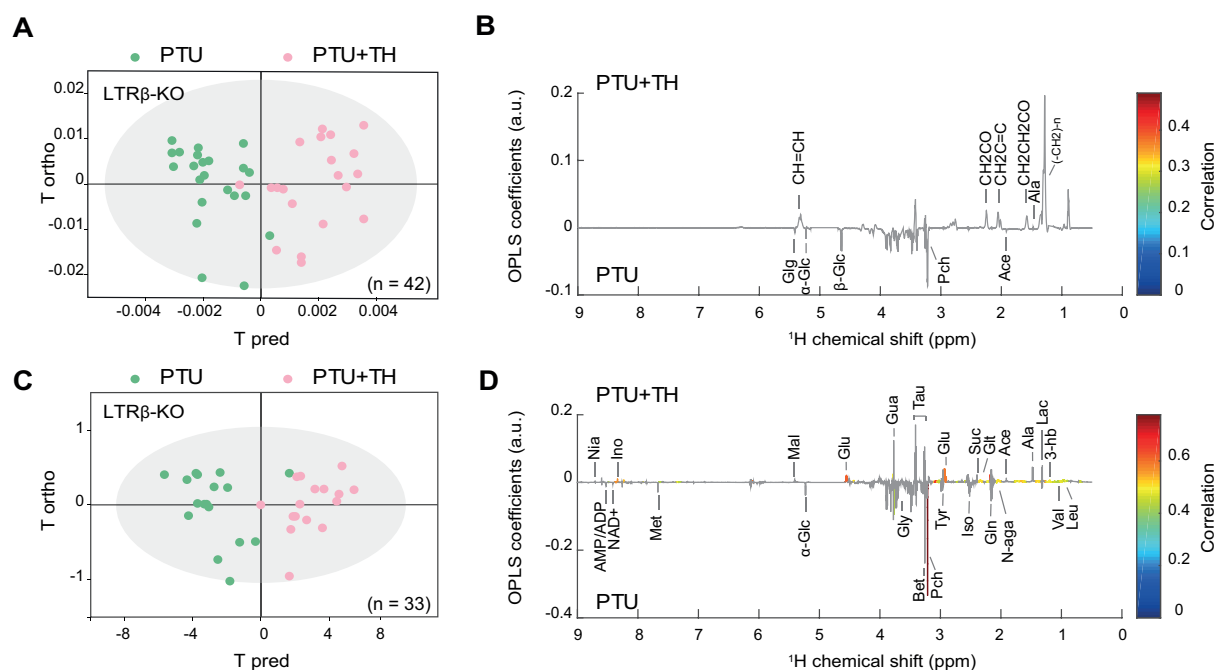 A
PTU
PTU+TH
LTRβ-KO
0.02
0.01
0
-0.01
-0.02
T ortho
-0.004
-0.002
0
0.002
0.004
T pred
(n = 42)
B
PTU+TH
OPLS coefficients (a.u.)
0.2
0.1
0
-0.1
CH=CH
CH2CO
CH2C=C
CH2CH2CO
Ala
(-CH2)-n
Glg
α-Glc
β-Glc
Pch
Ace
PTU
9
8
7
6
5
4
3
2
1
0
¹H chemical shift (ppm)
0.4
0.3
0.2
0.1
0
Correlation
C
PTU
PTU+TH
LTRβ-KO
1
0
-1
T ortho
-8
-4
0
4
8
T pred
(n = 33)
D
PTU+TH
OPLS coefficients (a.u.)
0.2
0
-0.2
-0.4
Nia
Ino
Mal
Glu
Gua
Tau
Glu
Suc
Glt
Ace
Ala
Lac
3-hb
AMP/ADP
NAD+
Met
α-Glc
Gly
Bet
Pch
Tyr
Iso
Gln
N-aga
Val
Leu
PTU
9
8
7
6
5
4
3
2
1
0
¹H chemical shift (ppm)
0.6
0.4
0.2
0
Correlation